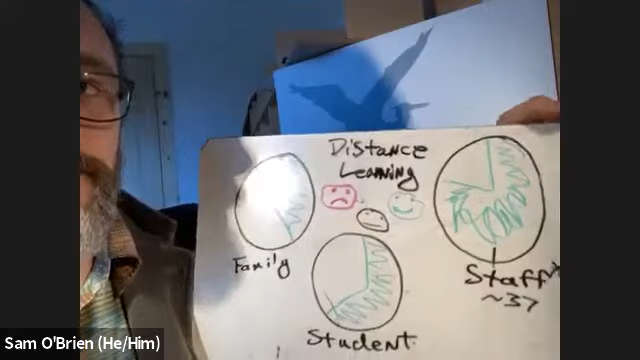 Distance
Learning
Family
Student
Staff*
~37
Sam O'Brien (He/Him)